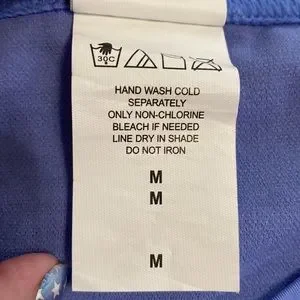 30C
HAND WASH COLD
SEPARATELY
ONLY NON-CHLORINE
BLEACH IF NEEDED
LINE DRY IN SHADE
DO NOT IRON
M
M
M